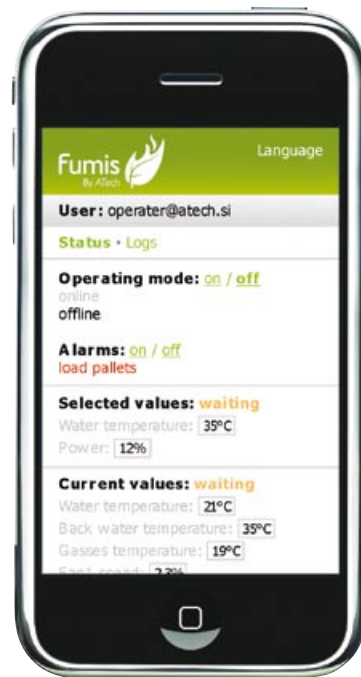 Fumis
By ATech
Language
User: operater@atech.si
Status • Logs
Operating mode: on / off
online
offline
Alarms: on / off
load pallets
Selected values: waiting
Water temperature: 35°C
Power: 12%
Current values: waiting
Water temperature: 21°C
Back water temperature: 35°C
Gasses temperature: 19°C
speed: 23%